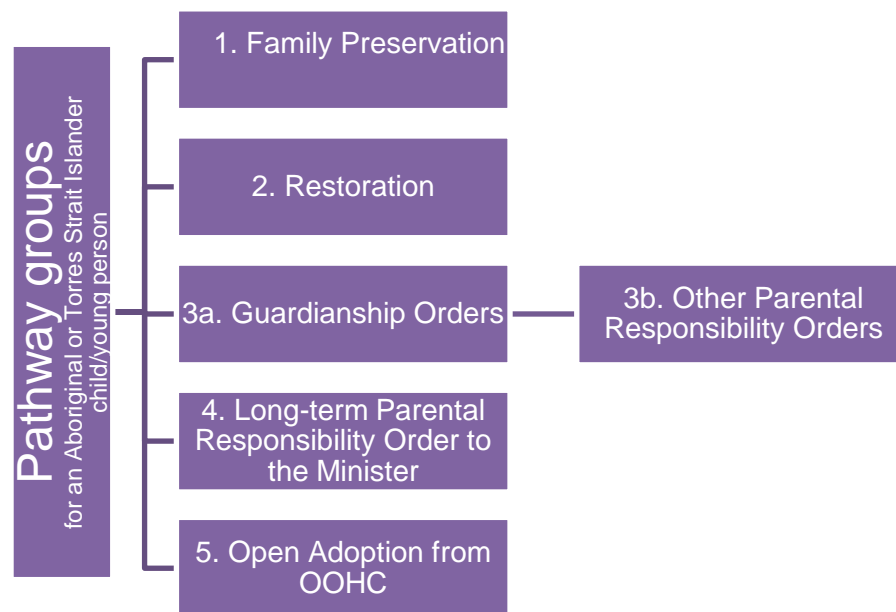 Pathway groups
for an Aboriginal or Torres Strait Islander
child/young person
1. Family Preservation
2. Restoration
3a. Guardianship Orders
3b. Other Parental
Responsibility Orders
4. Long-term Parental
Responsibility Order to
the Minister
5. Open Adoption from
OOHC